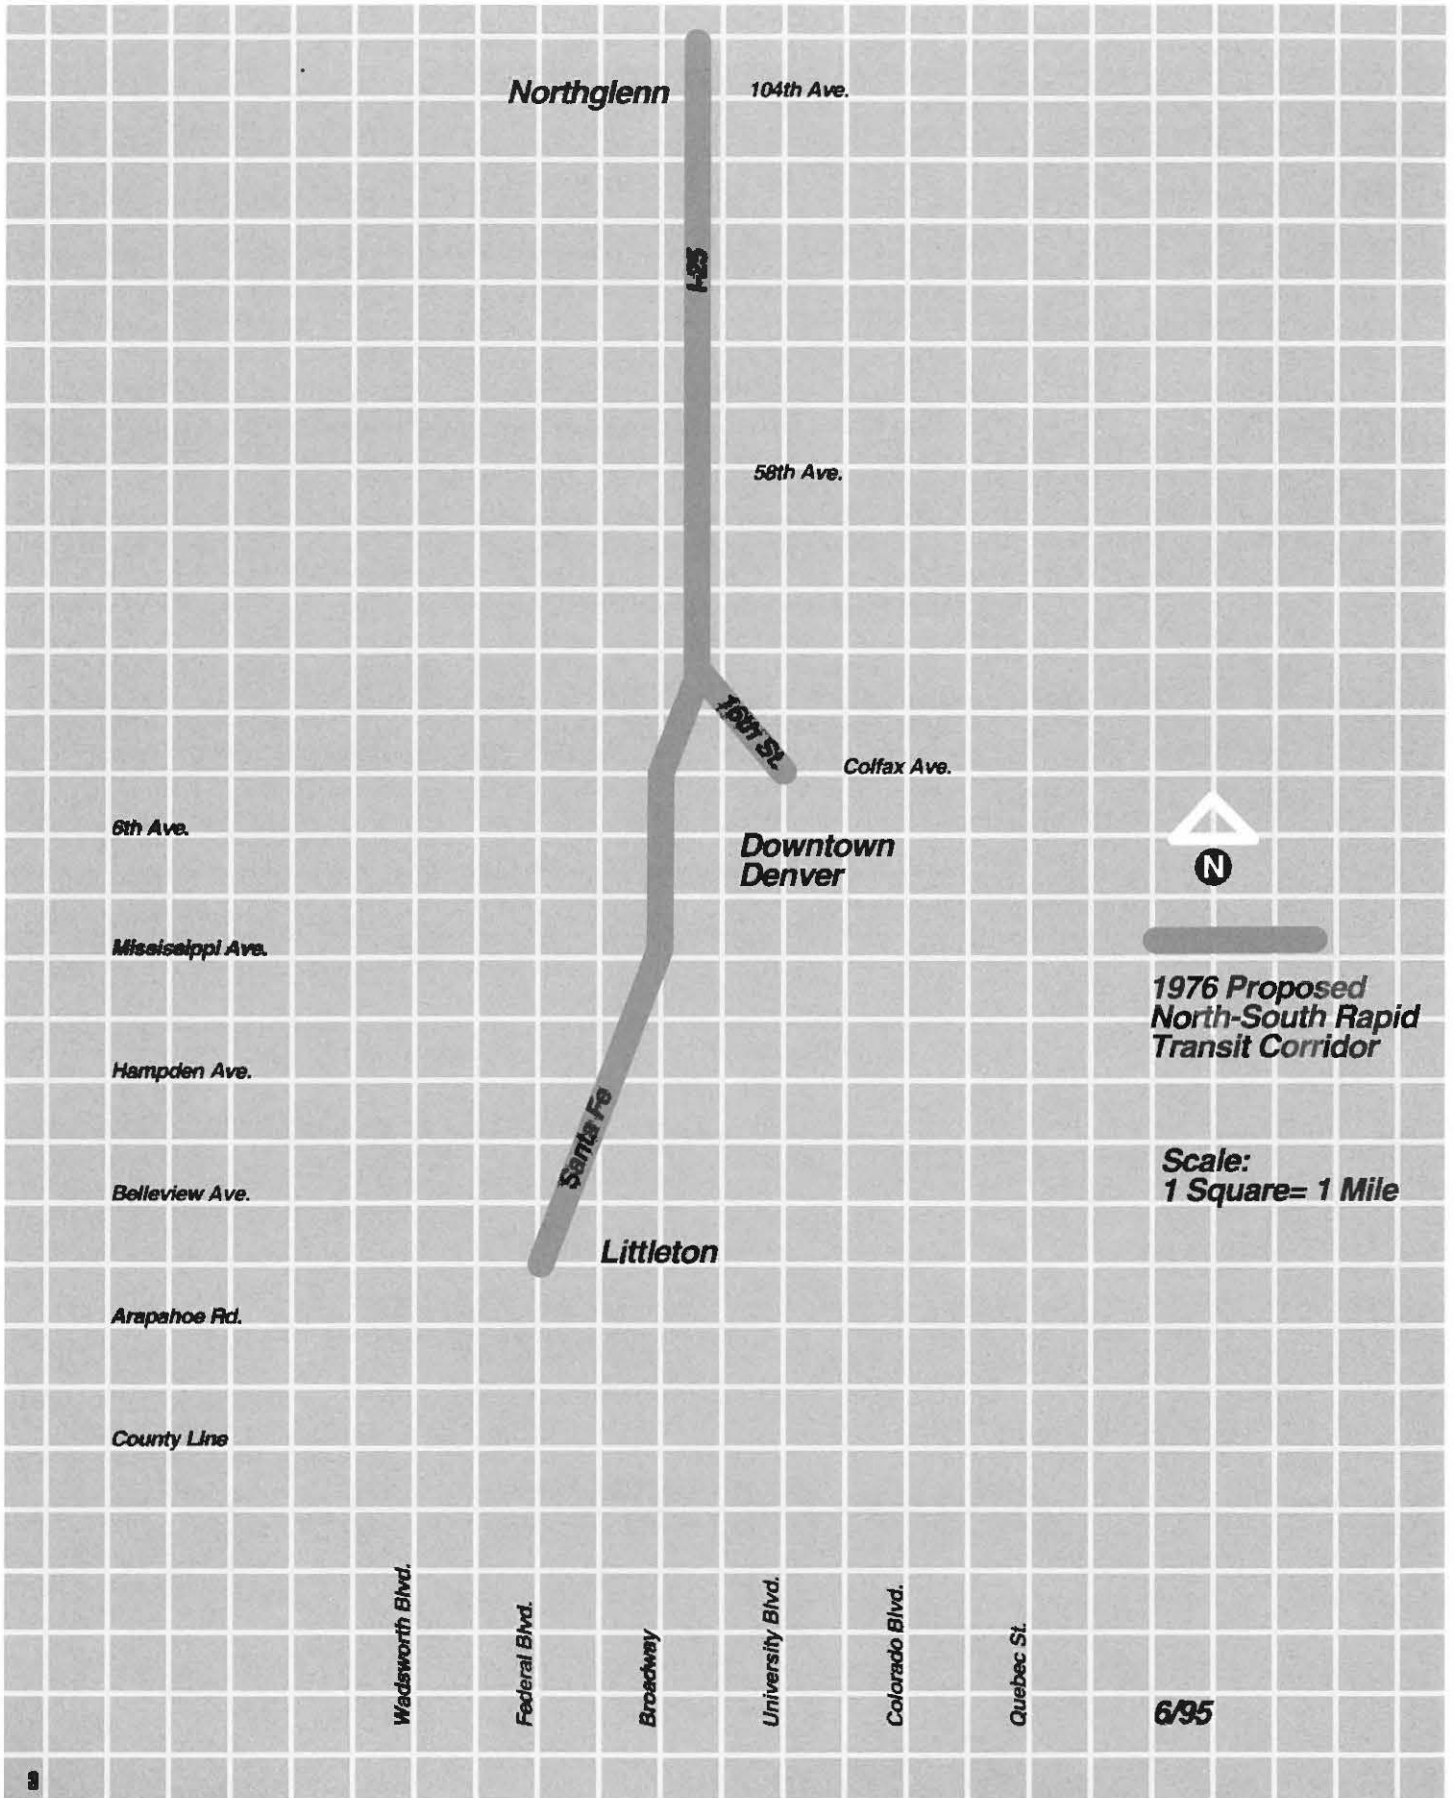 Northglenn
104th Ave.
I-25
58th Ave.
16th St.
Colfax Ave.
6th Ave.
Downtown
Denver
N
Mississippi Ave.
1976 Proposed
North-South Rapid
Transit Corridor
Hampden Ave.
Santa Fe
Scale:
1 Square= 1 Mile
Belleview Ave.
Littleton
Arapahoe Rd.
County Line
Wadsworth Blvd.
Federal Blvd.
Broadway
University Blvd.
Colorado Blvd.
Quebec St.
6/95